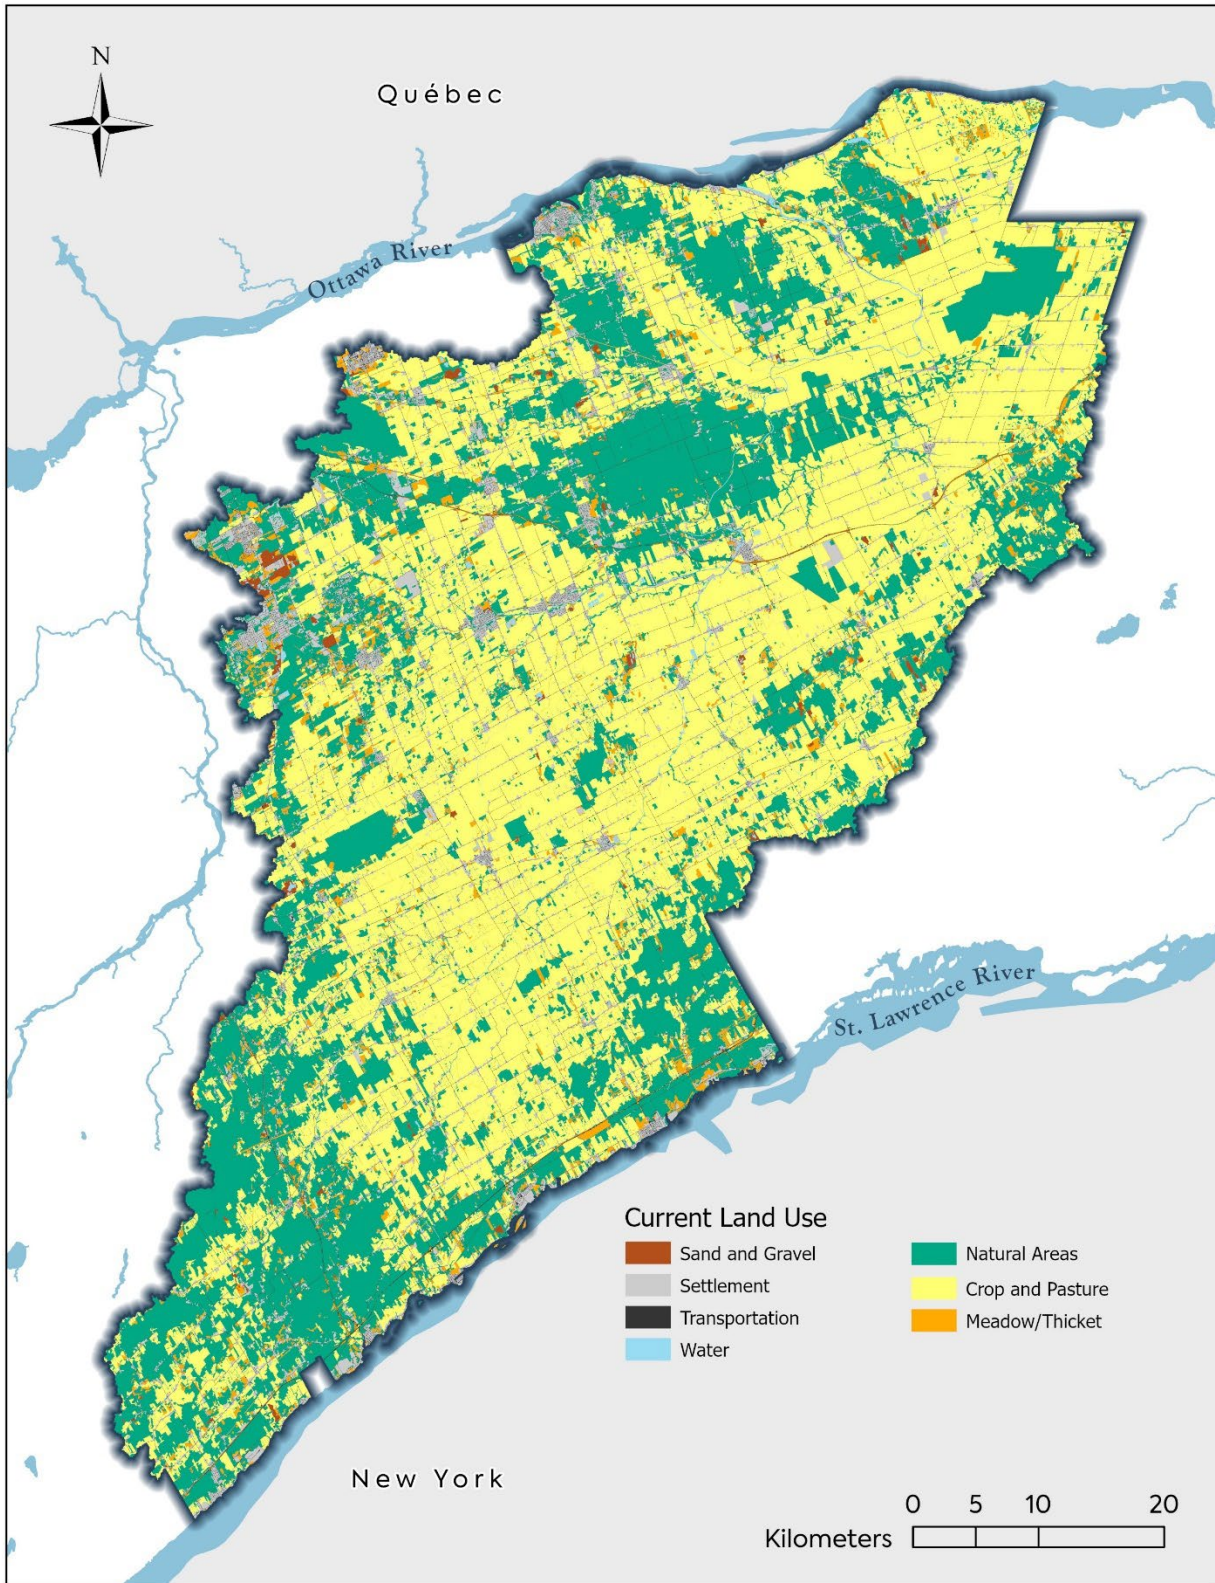 N
Québec
Ottawa River
St. Lawrence River
Current Land Use
Sand and Gravel
Settlement
Transportation
Water
Natural Areas
Crop and Pasture
Meadow/Thicket
New York
0 5 10 20
Kilometers